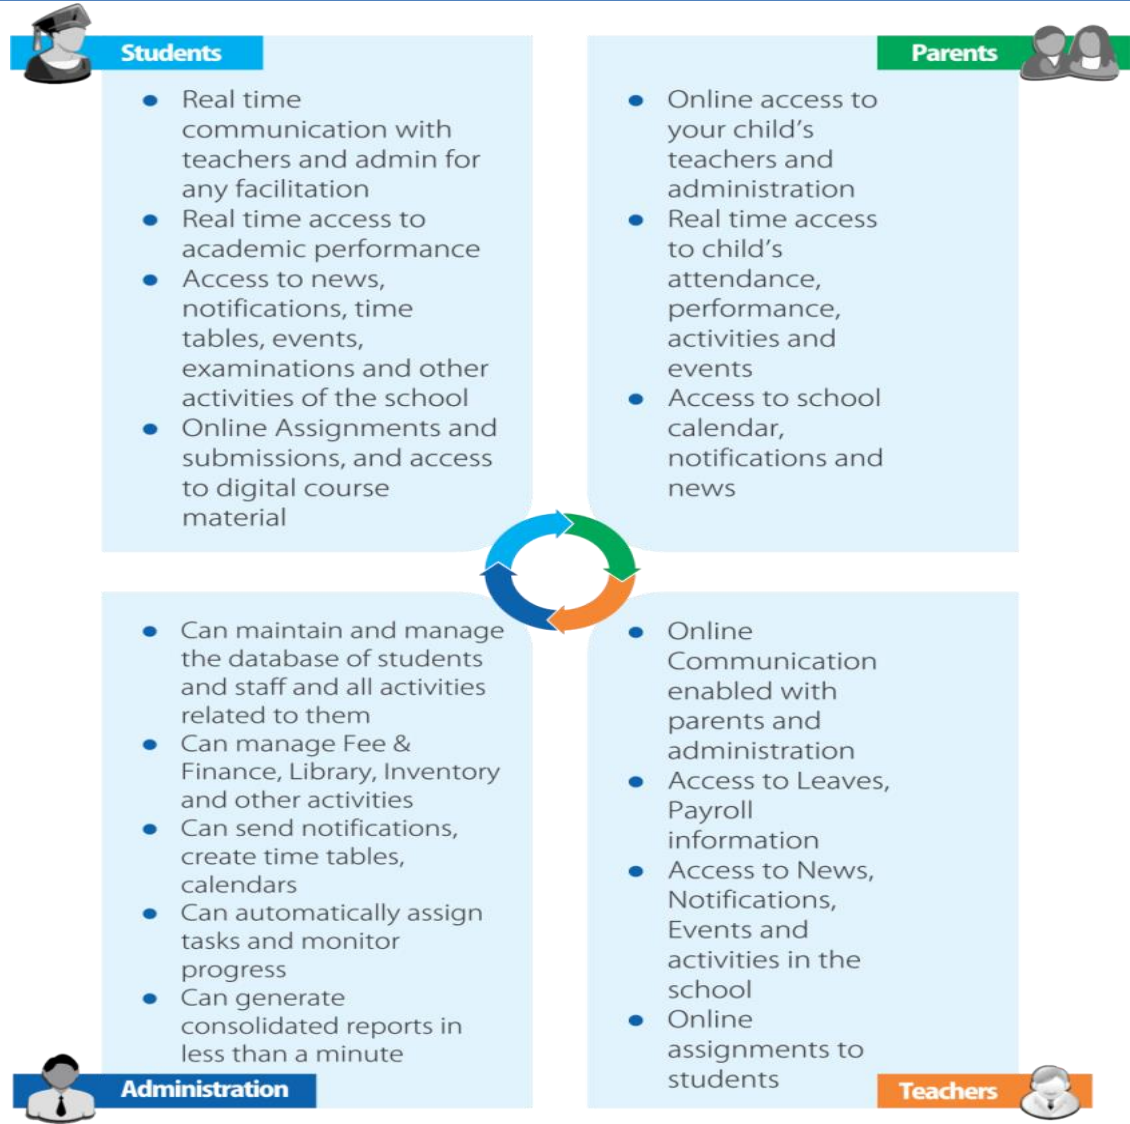 Students
• Real time
communication with
teachers and admin for
any facilitation
• Real time access to
academic performance
• Access to news,
notifications, time
tables, events,
examinations and other
activities of the school
• Online Assignments and
submissions, and access
to digital course
material
Parents
• Online access to
your child’s
teachers and
administration
• Real time access
to child’s
attendance,
performance,
activities and
events
• Access to school
calendar,
notifications and
news
• Can maintain and manage
the database of students
and staff and all activities
related to them
• Can manage Fee &
Finance, Library, Inventory
and other activities
• Can send notifications,
create time tables,
calendars
• Can automatically assign
tasks and monitor
progress
• Can generate
consolidated reports in
less than a minute
Administration
• Online
Communication
enabled with
parents and
administration
• Access to Leaves,
Payroll
information
• Access to News,
Notifications,
Events and
activities in the
school
• Online
assignments to
students
Teachers